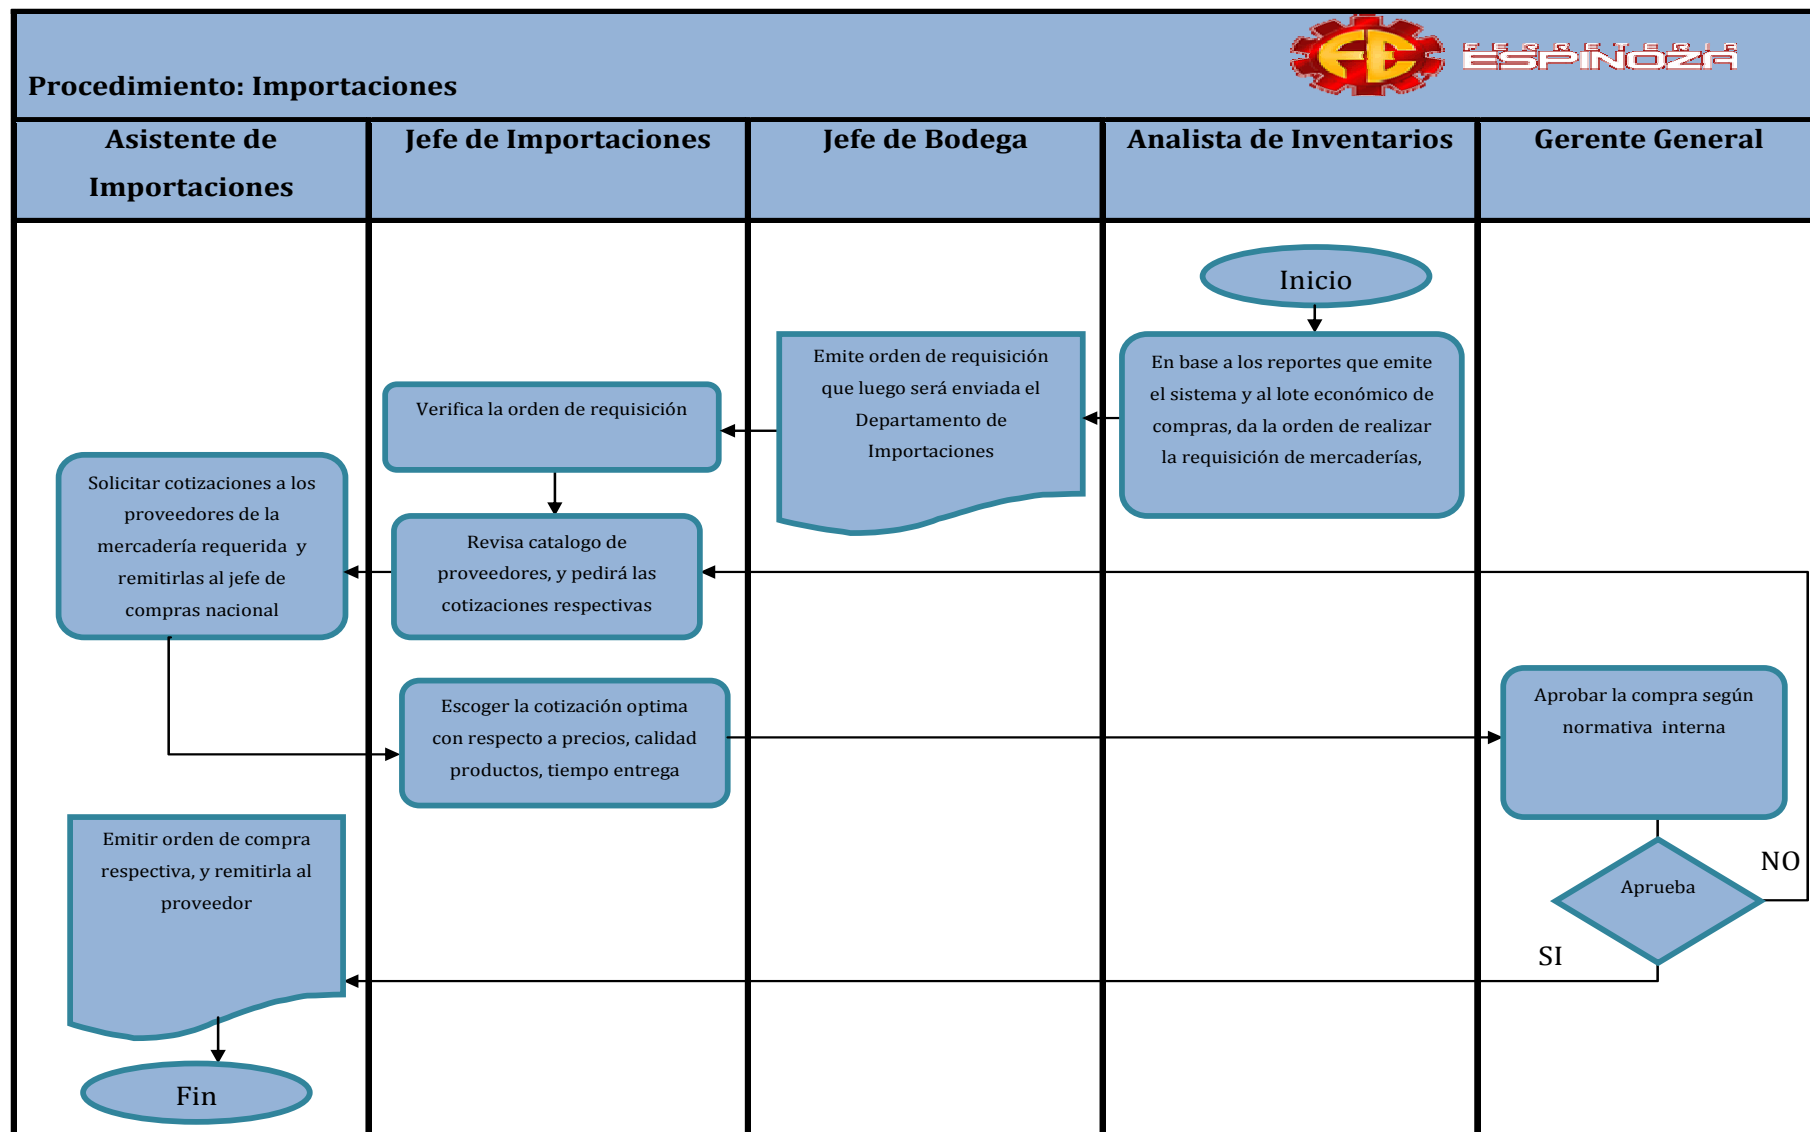 FERRETERIA
ESPINOZA
Procedimiento: Importaciones
Asistente de
Importaciones
Jefe de Importaciones
Jefe de Bodega
Analista de Inventarios
Gerente General
Inicio
En base a los reportes que emite
el sistema y al lote económico de
compras, da la orden de realizar
la requisición de mercaderías,
Emite orden de requisición
que luego será enviada el
Departamento de
Importaciones
Verifica la orden de requisición
Revisa catalogo de
proveedores, y pedirá las
cotizaciones respectivas
Solicitar cotizaciones a los
proveedores de la
mercadería requerida y
remitirlas al jefe de
compras nacional
Escoger la cotización optima
con respecto a precios, calidad
productos, tiempo entrega
Aprobar la compra según
normativa interna
Aprueba
NO
SI
Emitir orden de compra
respectiva, y remitirla al
proveedor
Fin